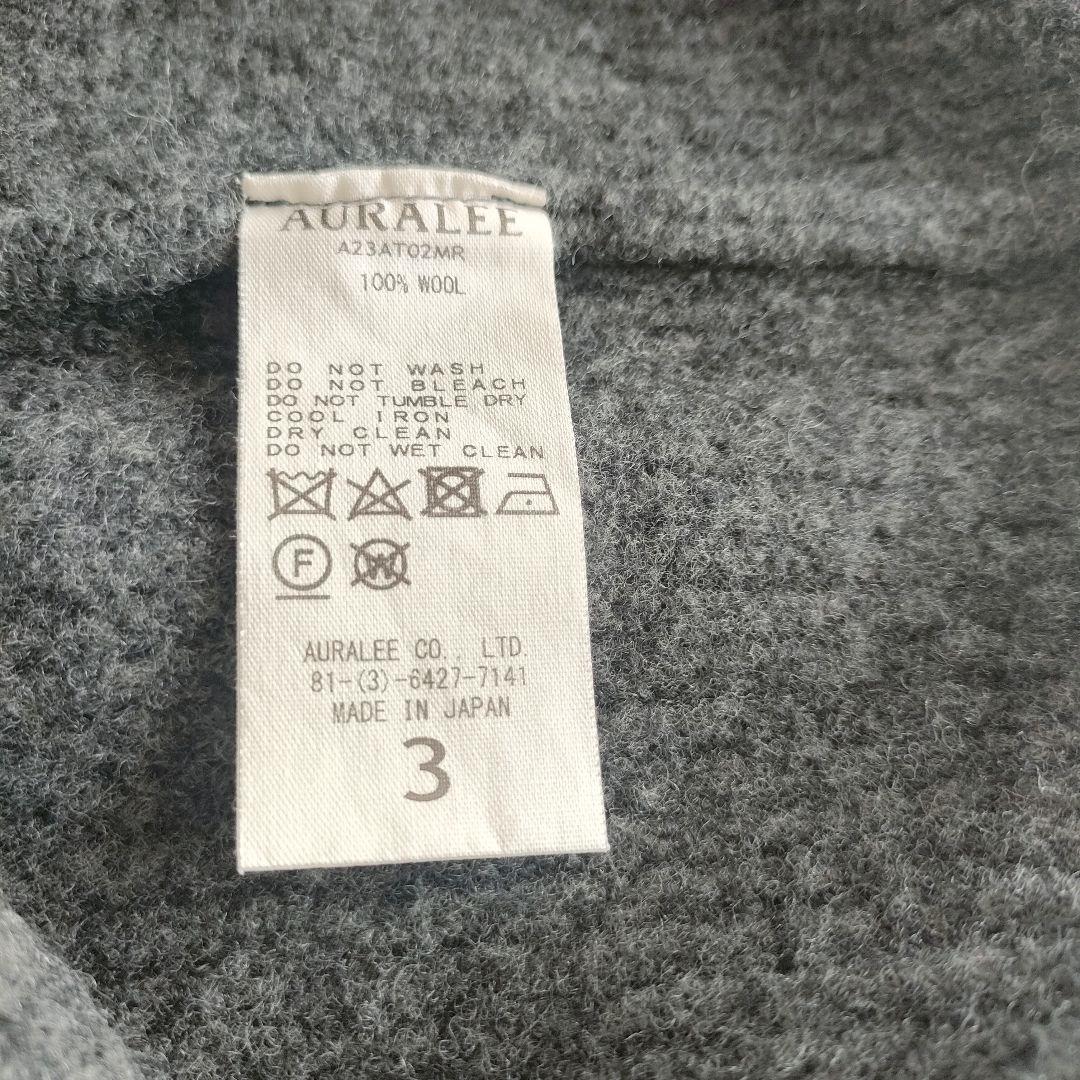 AURALEE
A23AT02MR
100% WOOL
DO NOT WASH
DO NOT BLEACH
DO NOT TUMBLE DRY
COOL IRON
DRY CLEAN
DO NOT WET CLEAN
F W
AURALEE CO., LTD.
81-(3)-6427-7141
MADE IN JAPAN
3